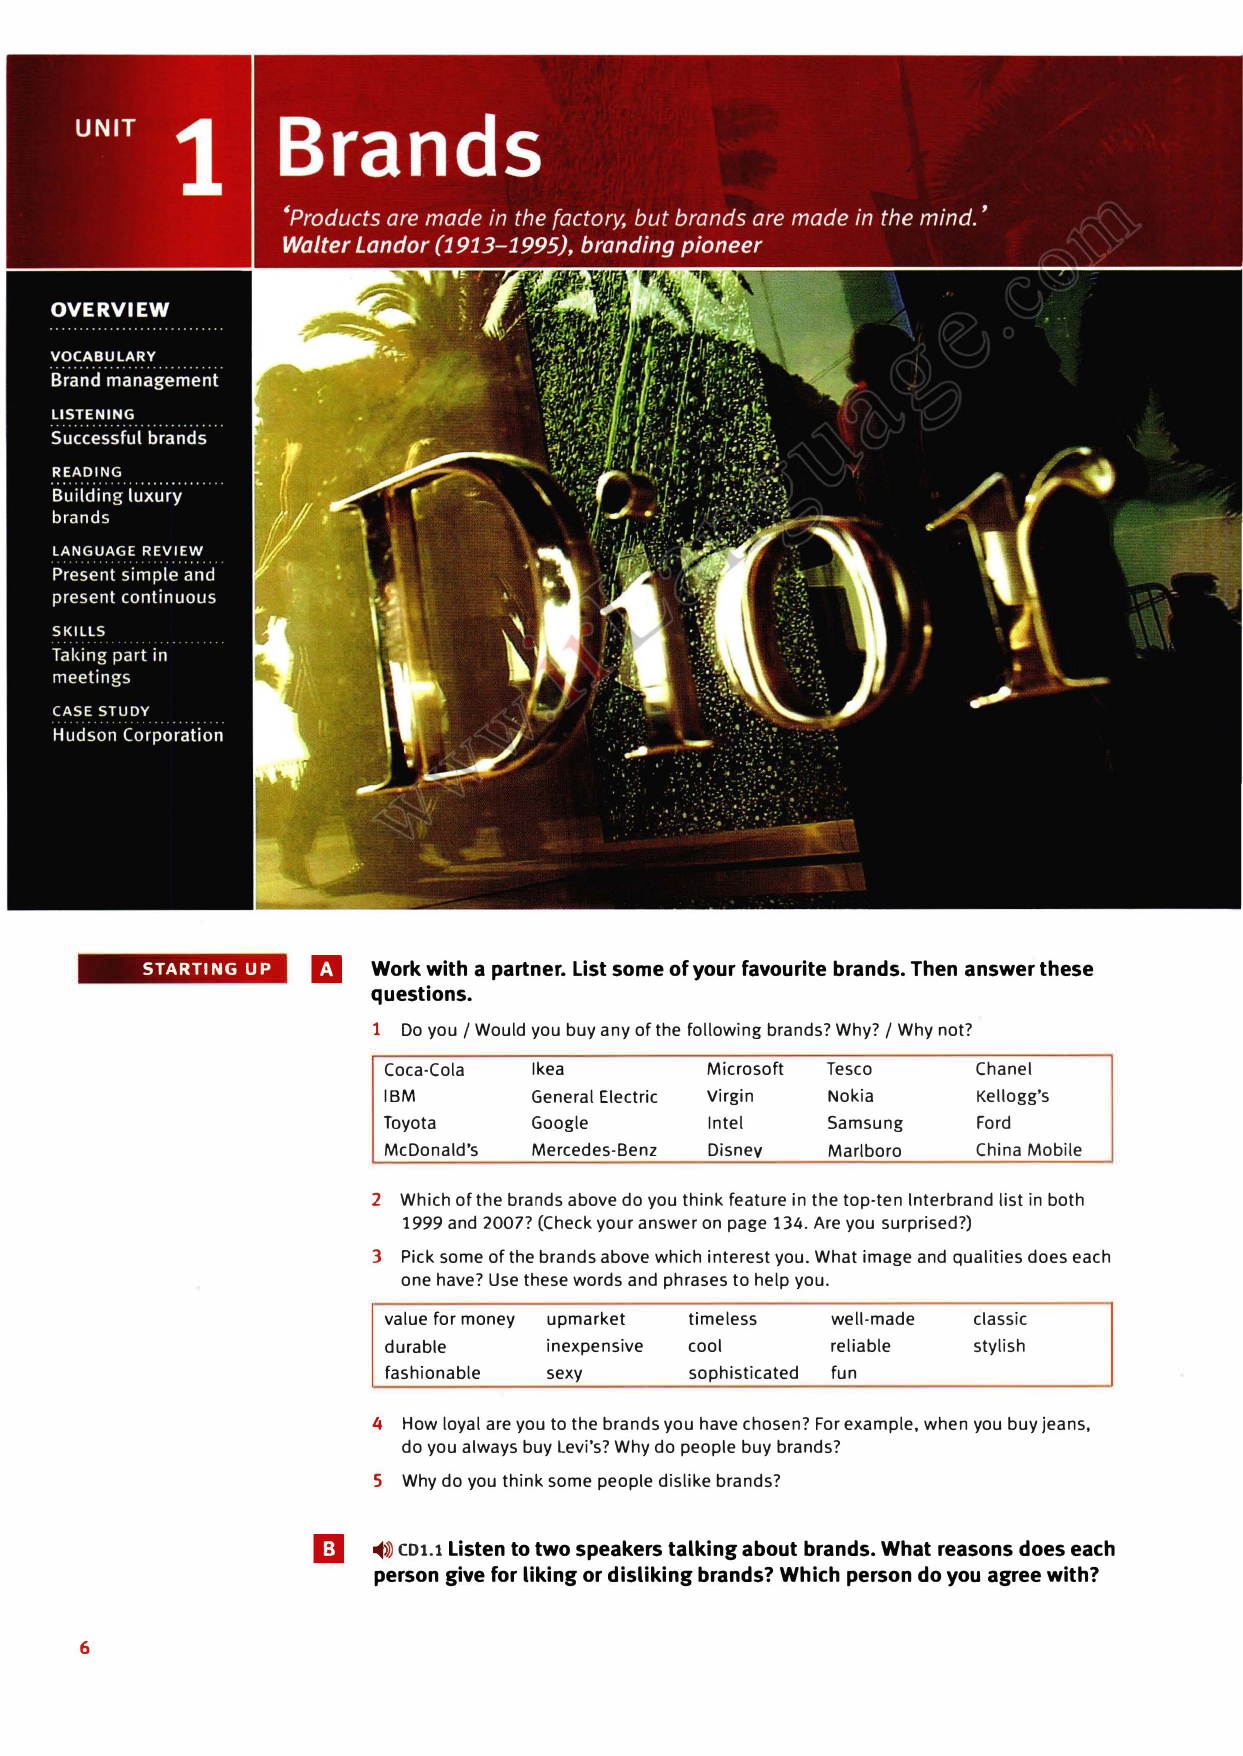 UNIT 1
Brands
‘Products are made in the factory, but brands are made in the mind.’
Walter Landor (1913–1995), branding pioneer
OVERVIEW
VOCABULARY
Brand management
LISTENING
Successful brands
READING
Building luxury
brands
LANGUAGE REVIEW
Present simple and
present continuous
SKILLS
Taking part in
meetings
CASE STUDY
Hudson Corporation
Dior
www.irLanguage.com
STARTING UP
A Work with a partner. List some of your favourite brands. Then answer these
questions.
1 Do you / Would you buy any of the following brands? Why? / Why not?
Coca-Cola Ikea Microsoft Tesco Chanel
IBM General Electric Virgin Nokia Kellogg's
Toyota Google Intel Samsung Ford
McDonald's Mercedes-Benz Disney Marlboro China Mobile
2 Which of the brands above do you think feature in the top-ten Interbrand list in both
1999 and 2007? (Check your answer on page 134. Are you surprised?)
3 Pick some of the brands above which interest you. What image and qualities does each
one have? Use these words and phrases to help you.
value for money upmarket timeless well-made classic
durable inexpensive cool reliable stylish
fashionable sexy sophisticated fun
4 How loyal are you to the brands you have chosen? For example, when you buy jeans,
do you always buy Levi's? Why do people buy brands?
5 Why do you think some people dislike brands?
B CD1.1 Listen to two speakers talking about brands. What reasons does each
person give for liking or disliking brands? Which person do you agree with?
6